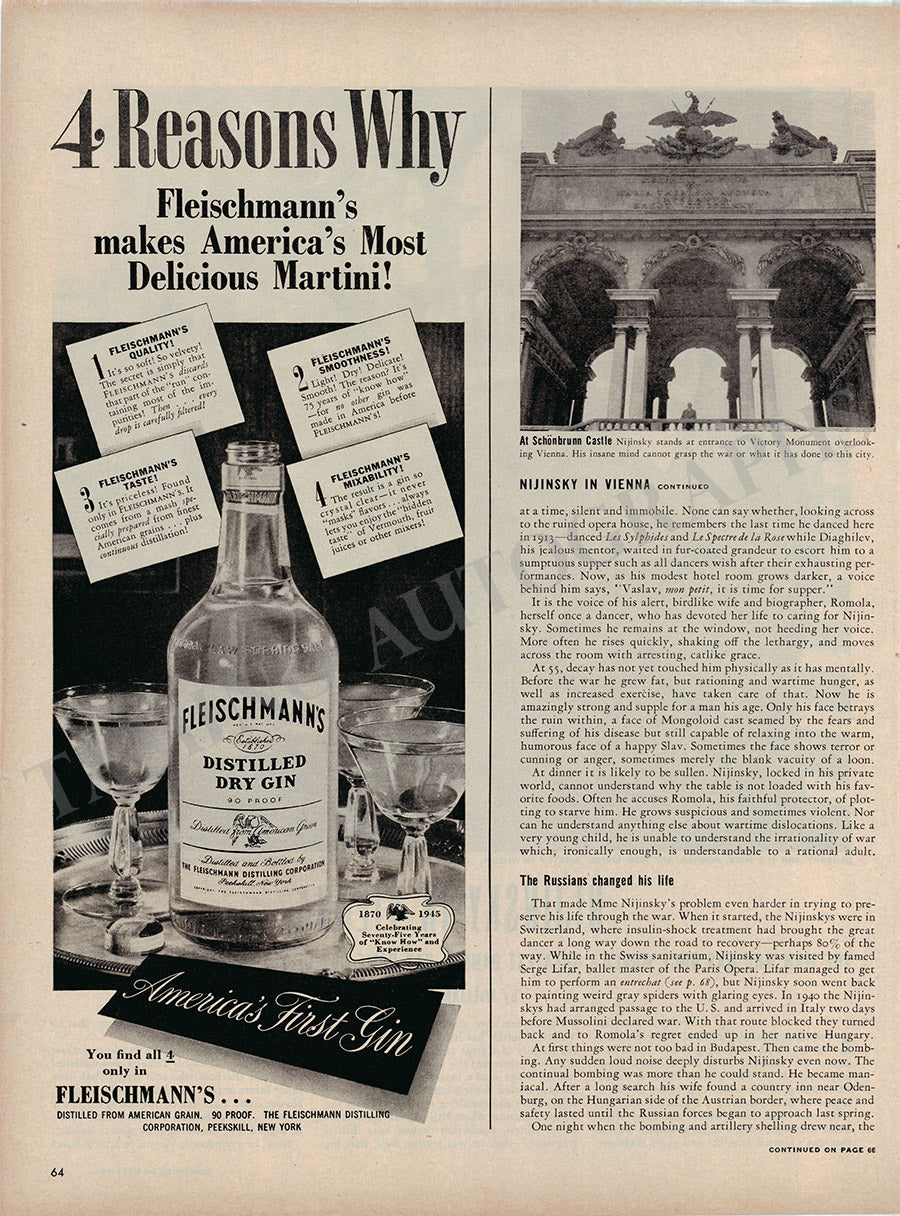 4 Reasons Why
Fleischmann's
makes America's Most
Delicious Martini!
1 FLEISCHMANN'S
QUALITY!
It's so soft! So velvety!
The secret is simply that
FLEISCHMANN'S discards
that part of the "run" con-
taining most of the im-
purities! Then . . . every
drop is carefully filtered!
2 FLEISCHMANN'S
SMOOTHNESS!
Light! Dry! Delicate!
Smooth! The reason? It's
75 years of "know how"
—for no other gin was
made in America before
FLEISCHMANN'S!
3 FLEISCHMANN'S
TASTE!
It's priceless! Found
only in FLEISCHMANN'S. It
comes from a mash spe-
cially prepared from finest
American grains . . . plus
continuous distillation!
4 FLEISCHMANN'S
MIXABILITY!
The result is a gin so
crystal clear—it never
"masks" flavors . . . always
lets you enjoy the "hidden
taste" of Vermouth, fruit
juices or other mixers!
FLEISCHMANN'S
Established
1870
DISTILLED
DRY GIN
90 PROOF
Distilled from American Grain
Distilled and Bottled by
THE FLEISCHMANN DISTILLING CORPORATION
Peekskill, New York
1870 1945
Celebrating
Seventy-Five Years
of "Know How" and
Experience
America's First Gin
You find all 4
only in
FLEISCHMANN'S . . .
DISTILLED FROM AMERICAN GRAIN. 90 PROOF. THE FLEISCHMANN DISTILLING
CORPORATION, PEEKSKILL, NEW YORK
64
At Schönbrunn Castle Nijinsky stands at entrance to Victory Monument overlook-
ing Vienna. His insane mind cannot grasp the war or what it has done to this city.
NIJINSKY IN VIENNA CONTINUED
at a time, silent and immobile. None can say whether, looking across
to the ruined opera house, he remembers the last time he danced here
in 1913—danced Les Sylphides and Le Spectre de la Rose while Diaghilev,
his jealous mentor, waited in fur-coated grandeur to escort him to a
sumptuous supper such as all dancers wish after their exhausting per-
formances. Now, as his modest hotel room grows darker, a voice
behind him says, "Vaslav, mon petit, it is time for supper."
It is the voice of his alert, birdlike wife and biographer, Romola,
herself once a dancer, who has devoted her life to caring for Nijin-
sky. Sometimes he remains at the window, not heeding her voice.
More often he rises quickly, shaking off the lethargy, and moves
across the room with arresting, catlike grace.
At 55, decay has not yet touched him physically as it has mentally.
Before the war he grew fat, but rationing and wartime hunger, as
well as increased exercise, have taken care of that. Now he is
amazingly strong and supple for a man his age. Only his face betrays
the ruin within, a face of Mongoloid cast seamed by the fears and
suffering of his disease but still capable of relaxing into the warm,
humorous face of a happy Slav. Sometimes the face shows terror or
cunning or anger, sometimes merely the blank vacuity of a loon.
At dinner it is likely to be sullen. Nijinsky, locked in his private
world, cannot understand why the table is not loaded with his fav-
orite foods. Often he accuses Romola, his faithful protector, of plot-
ting to starve him. He grows suspicious and sometimes violent. Nor
can he understand anything else about wartime dislocations. Like a
very young child, he is unable to understand the irrationality of war
which, ironically enough, is understandable to a rational adult.
The Russians changed his life
That made Mme Nijinsky's problem even harder in trying to pre-
serve his life through the war. When it started, the Nijinskys were in
Switzerland, where insulin-shock treatment had brought the great
dancer a long way down the road to recovery—perhaps 80% of the
way. While in the Swiss sanitarium, Nijinsky was visited by famed
Serge Lifar, ballet master of the Paris Opera. Lifar managed to get
him to perform an entrechat (see p. 68), but Nijinsky soon went back
to painting weird gray spiders with glaring eyes. In 1940 the Nijin-
skys had arranged passage to the U. S. and arrived in Italy two days
before Mussolini declared war. With that route blocked they turned
back and to Romola's regret ended up in her native Hungary.
At first things were not too bad in Budapest. Then came the bomb-
ing. Any sudden loud noise deeply disturbs Nijinsky even now. The
continual bombing was more than he could stand. He became man-
iacal. After a long search his wife found a country inn near Oden-
burg, on the Hungarian side of the Austrian border, where peace and
safety lasted until the Russian forces began to approach last spring.
One night when the bombing and artillery shelling drew near, the
CONTINUED ON PAGE 66